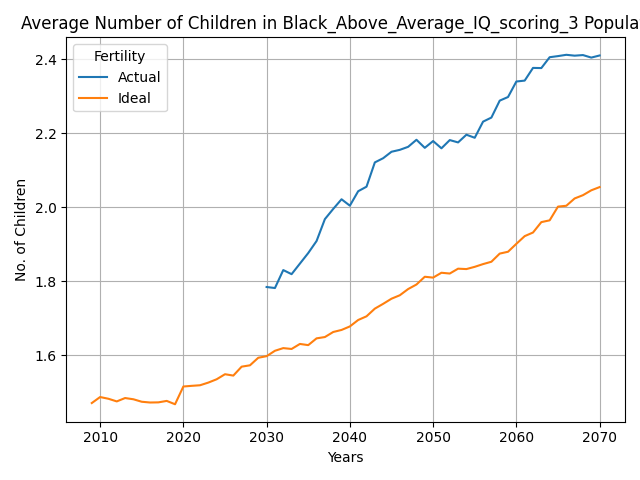 Average Number of Children in Black_Above_Average_IQ_scoring_3 Popula
Fertility
Actual
Ideal
No. of Children
2.4
2.2
2.0
1.8
1.6
2010 2020 2030 2040 2050 2060 2070
Years